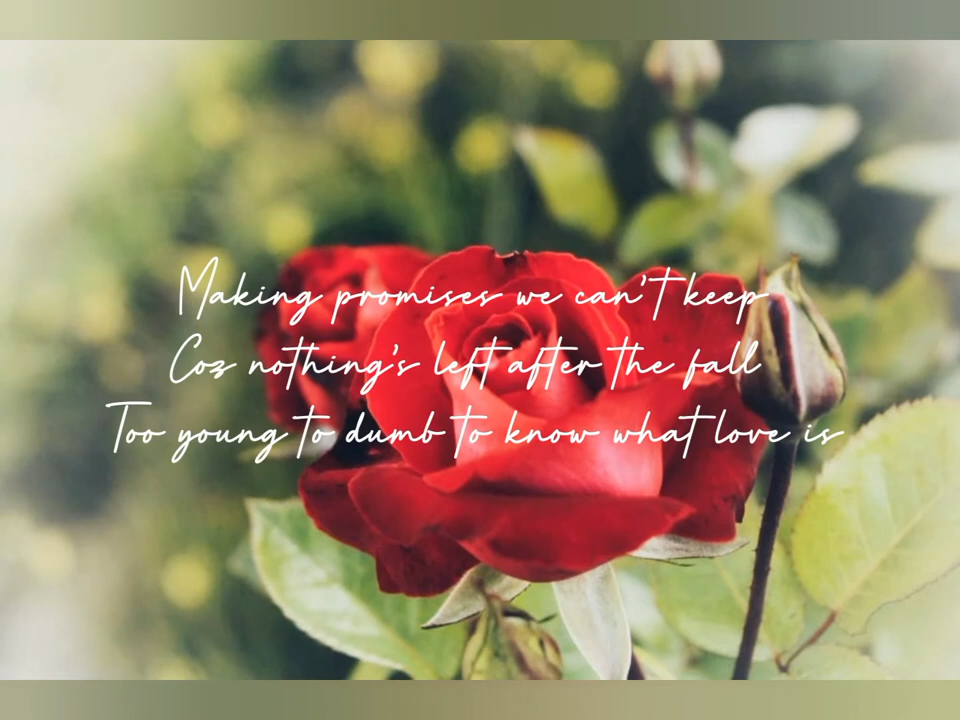 Making promises we can't keep
Coz nothing's left after the fall
Too young to dumb to know what love is